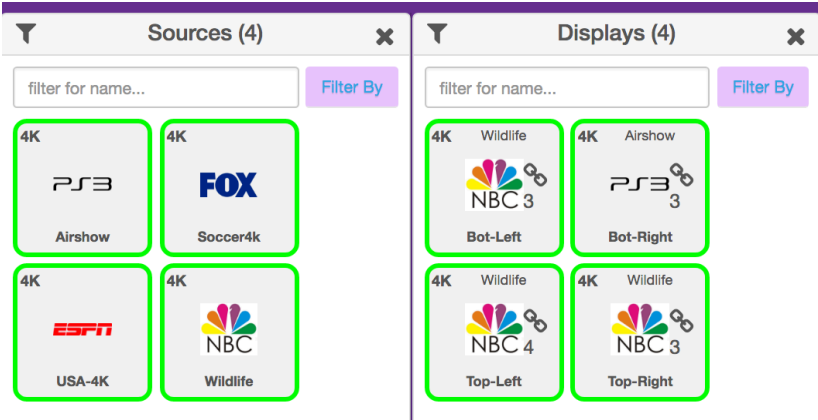 Sources (4)
filter for name...
Filter By
4K
PS3
Airshow
4K
FOX
Soccer4k
4K
ESPN
USA-4K
4K
NBC
Wildlife
Displays (4)
filter for name...
Filter By
4K Wildlife
NBC 3
Bot-Left
4K Airshow
PS3
3
Bot-Right
4K Wildlife
NBC 4
Top-Left
4K Wildlife
NBC 3
Top-Right